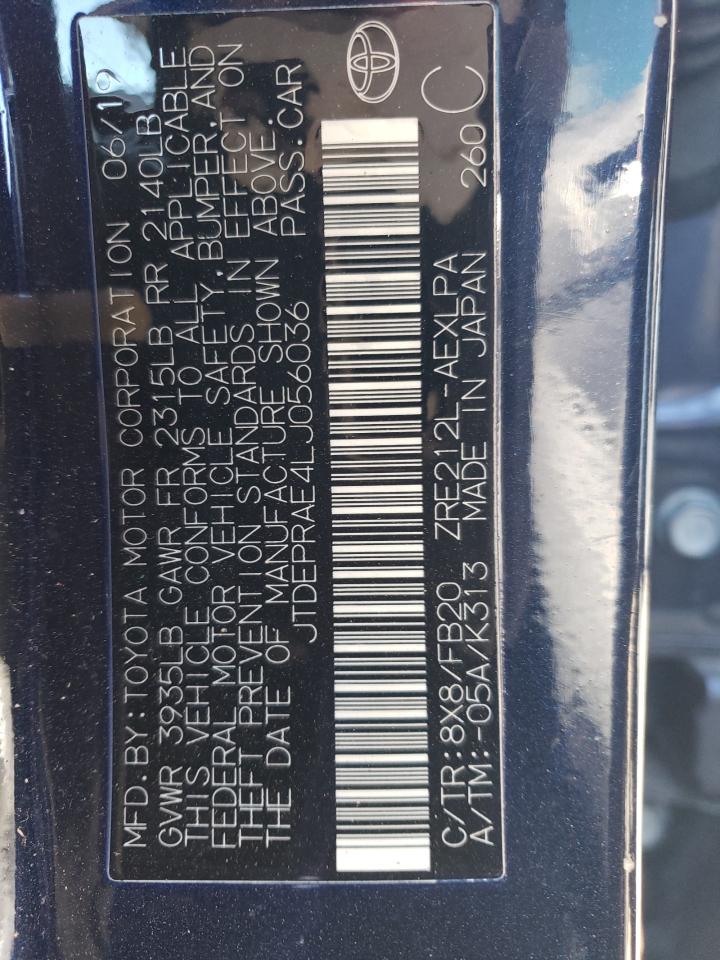 MFD.BY:TOYOTA MOTOR CORPORATION 06/19
GVWR 3935LB GAWR FR 2315LB RR 2140LB
THIS VEHICLE CONFORMS TO ALL APPLICABLE
FEDERAL MOTOR VEHICLE SAFETY,BUMPER,AND
THEFT PREVENTION STANDARDS IN EFFECT ON
THE DATE OF MANUFACTURE SHOWN ABOVE.
JTDEPRAE4LJ056036 PASS.CAR
C/TR:8X8/FB20 ZRE212L-AEXLPA 260 C
A/TM:-05A/K313 MADE IN JAPAN